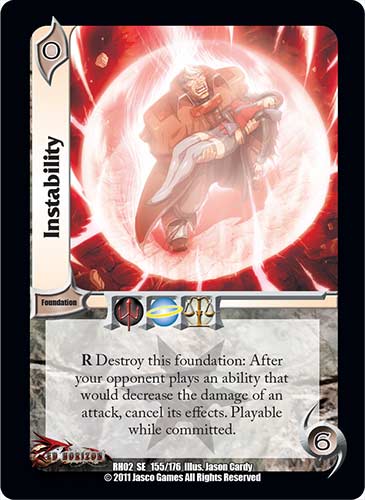 0
Instability
Foundation
R Destroy this foundation: After
your opponent plays an ability that
would decrease the damage of an
attack, cancel its effects. Playable
while committed.
6
RED HORIZON
RH02 SE 155/176 Illus. Jason Cardy
© 2011 Jasco Games All Rights Reserved